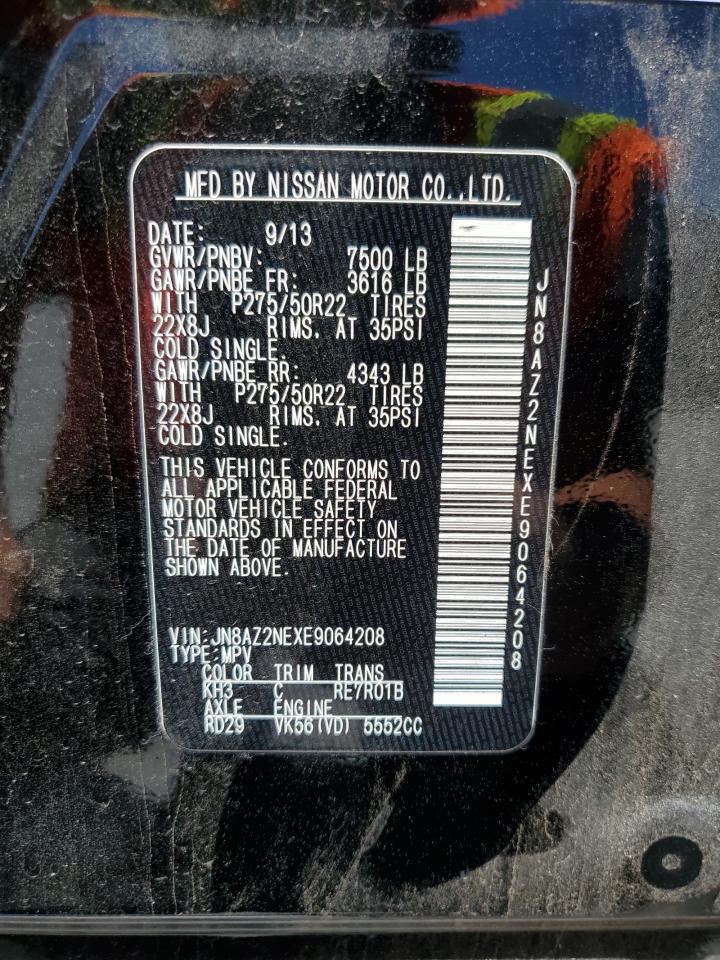 MFD BY NISSAN MOTOR CO.,LTD.
DATE: 9/13
GVWR/PNBV: 7500 LB
GAWR/PNBE FR: 3616 LB
WITH P275/50R22 TIRES
22X8J RIMS. AT 35PSI
COLD SINGLE.
GAWR/PNBE RR: 4343 LB
WITH P275/50R22 TIRES
22X8J RIMS. AT 35PSI
COLD SINGLE.
THIS VEHICLE CONFORMS TO
ALL APPLICABLE FEDERAL
MOTOR VEHICLE SAFETY
STANDARDS IN EFFECT ON
THE DATE OF MANUFACTURE
SHOWN ABOVE.
VIN:JN8AZ2NEXE9064208
TYPE:MPV
COLOR TRIM TRANS
KH3 C RE7R01B
AXLE ENGINE
RD29 VK56(VD) 5552CC
JN8AZ2NEXE9064208